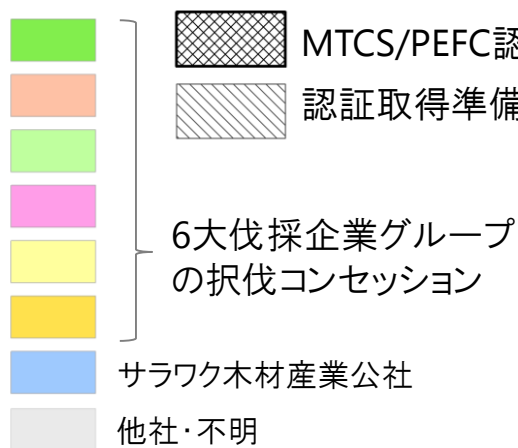 MTCS/PEFC認
認証取得準備
6大伐採企業グループ
の択伐コンセッション
サラワク木材産業公社
他社・不明